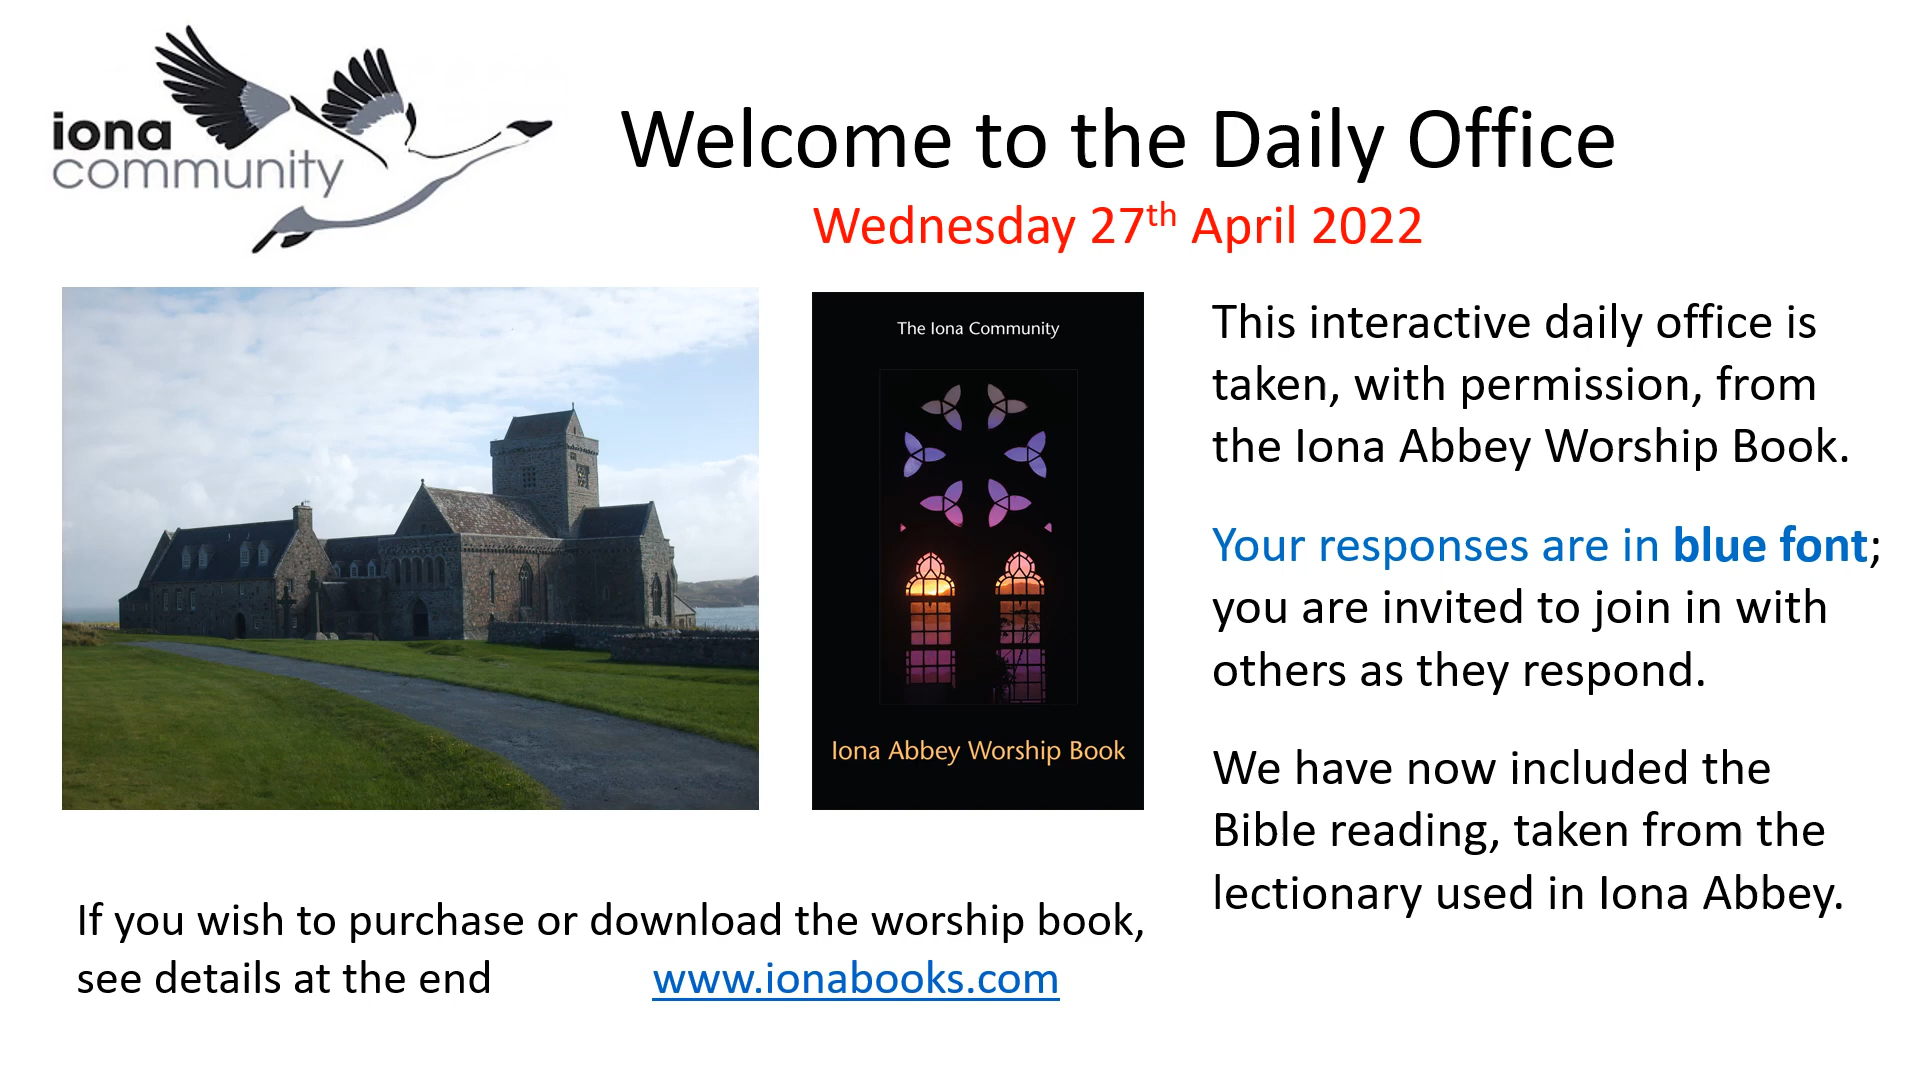 iona
community
Welcome to the Daily Office
Wednesday 27th April 2022
The Iona Community
Iona Abbey Worship Book
This interactive daily office is
taken, with permission, from
the Iona Abbey Worship Book.
Your responses are in blue font;
you are invited to join in with
others as they respond.
We have now included the
Bible reading, taken from the
lectionary used in Iona Abbey.
If you wish to purchase or download the worship book,
see details at the end www.ionabooks.com